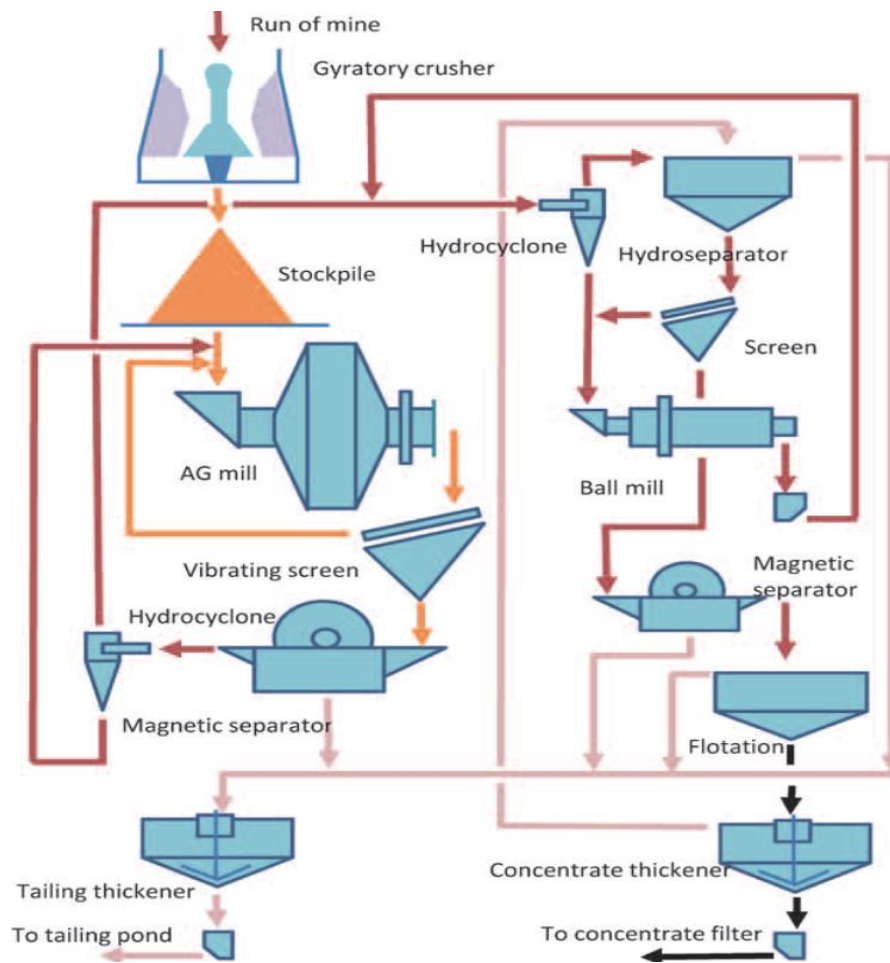 Run of mine
Gyratory crusher
Hydrocyclone
Hydroseparator
Stockpile
Screen
AG mill
Ball mill
Vibrating screen
Magnetic
separator
Hydrocyclone
Magnetic separator
Flotation
Tailing thickener
Concentrate thickener
To tailing pond
To concentrate filter